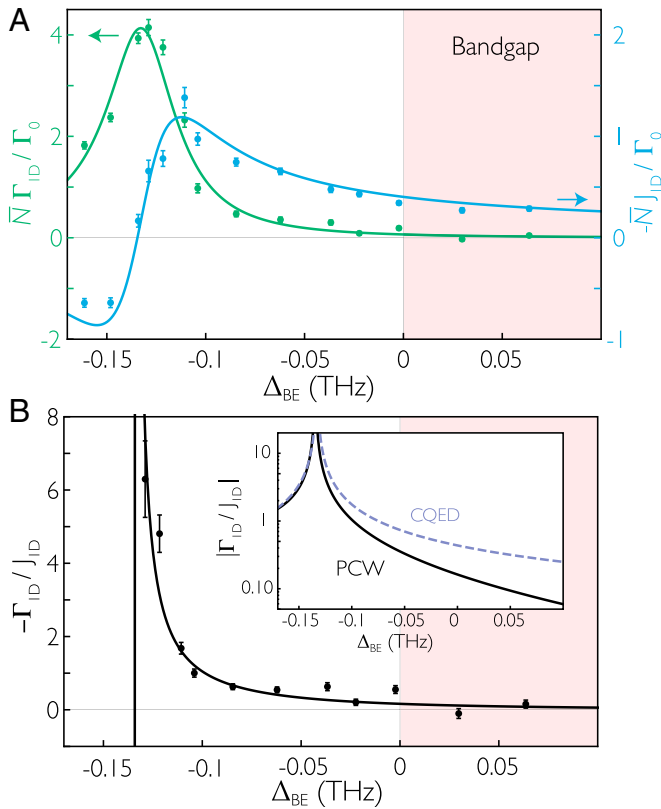 A
Bandgap
4
2
0
-2
2
1
0
-1
N̅ Γ1D / Γ0
-N̅ J1D / Γ0
-0.15 -0.1 -0.05 0 0.05
ΔBE (THz)
B
8
6
4
2
0
-Γ1D / J1D
10
1
0.10
|Γ1D / J1D|
CQED
PCW
-0.15 -0.1 -0.05 0 0.05
ΔBE (THz)
-0.15 -0.1 -0.05 0 0.05
ΔBE (THz)